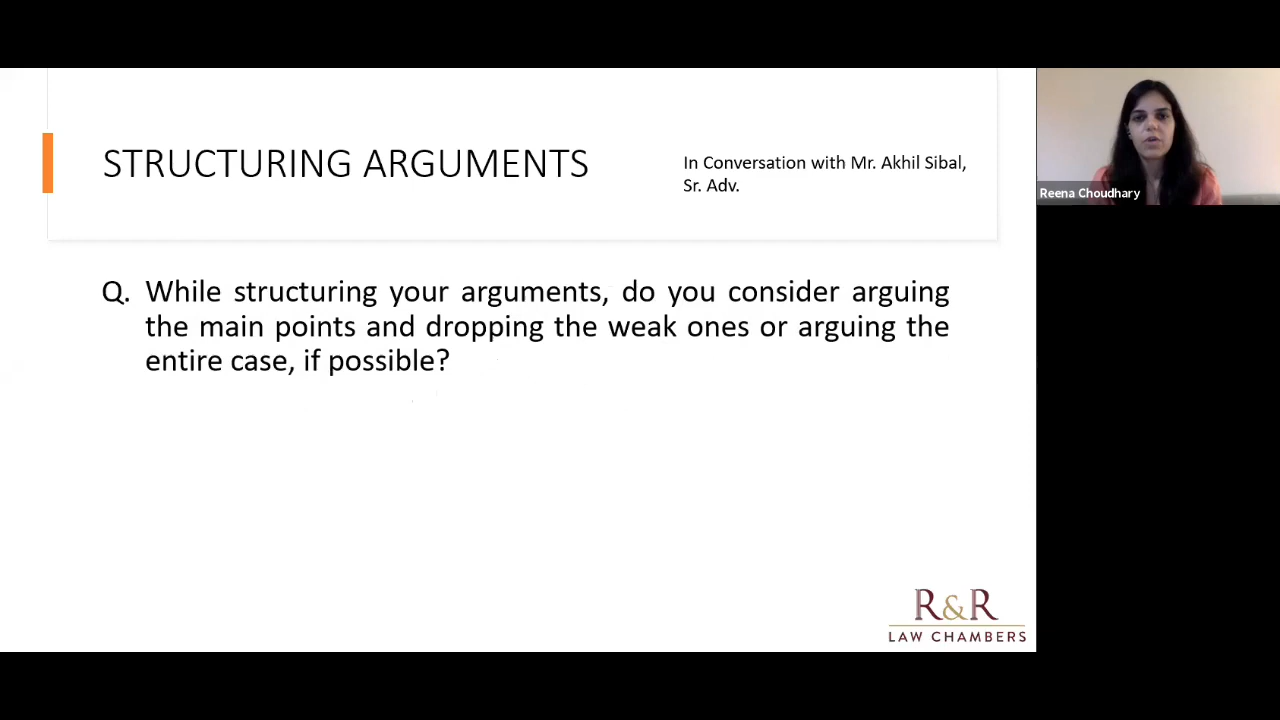 STRUCTURING ARGUMENTS
In Conversation with Mr. Akhil Sibal,
Sr. Adv.
Reena Choudhary
Q. While structuring your arguments, do you consider arguing
the main points and dropping the weak ones or arguing the
entire case, if possible?
R&R
LAW CHAMBERS